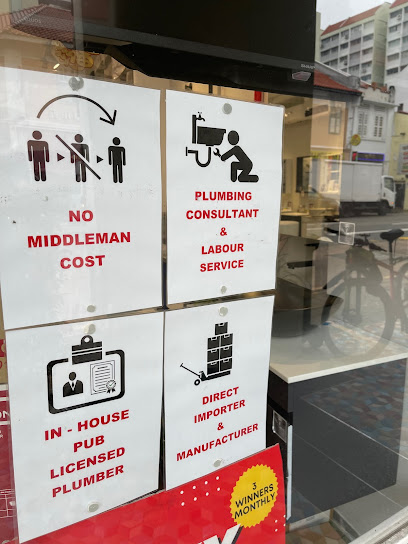 NO
MIDDLEMAN
COST
PLUMBING
CONSULTANT
&
LABOUR
SERVICE
IN - HOUSE
PUB
LICENSED
PLUMBER
DIRECT
IMPORTER
&
MANUFACTURER
3
WINNERS
MONTHLY